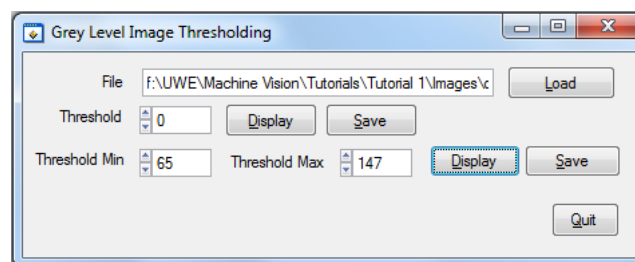 Grey Level Image Thresholding
File f:\UWE\Machine Vision\Tutorials\Tutorial 1\Images\c Load
Threshold 0 Display Save
Threshold Min 65 Threshold Max 147 Display Save
Quit